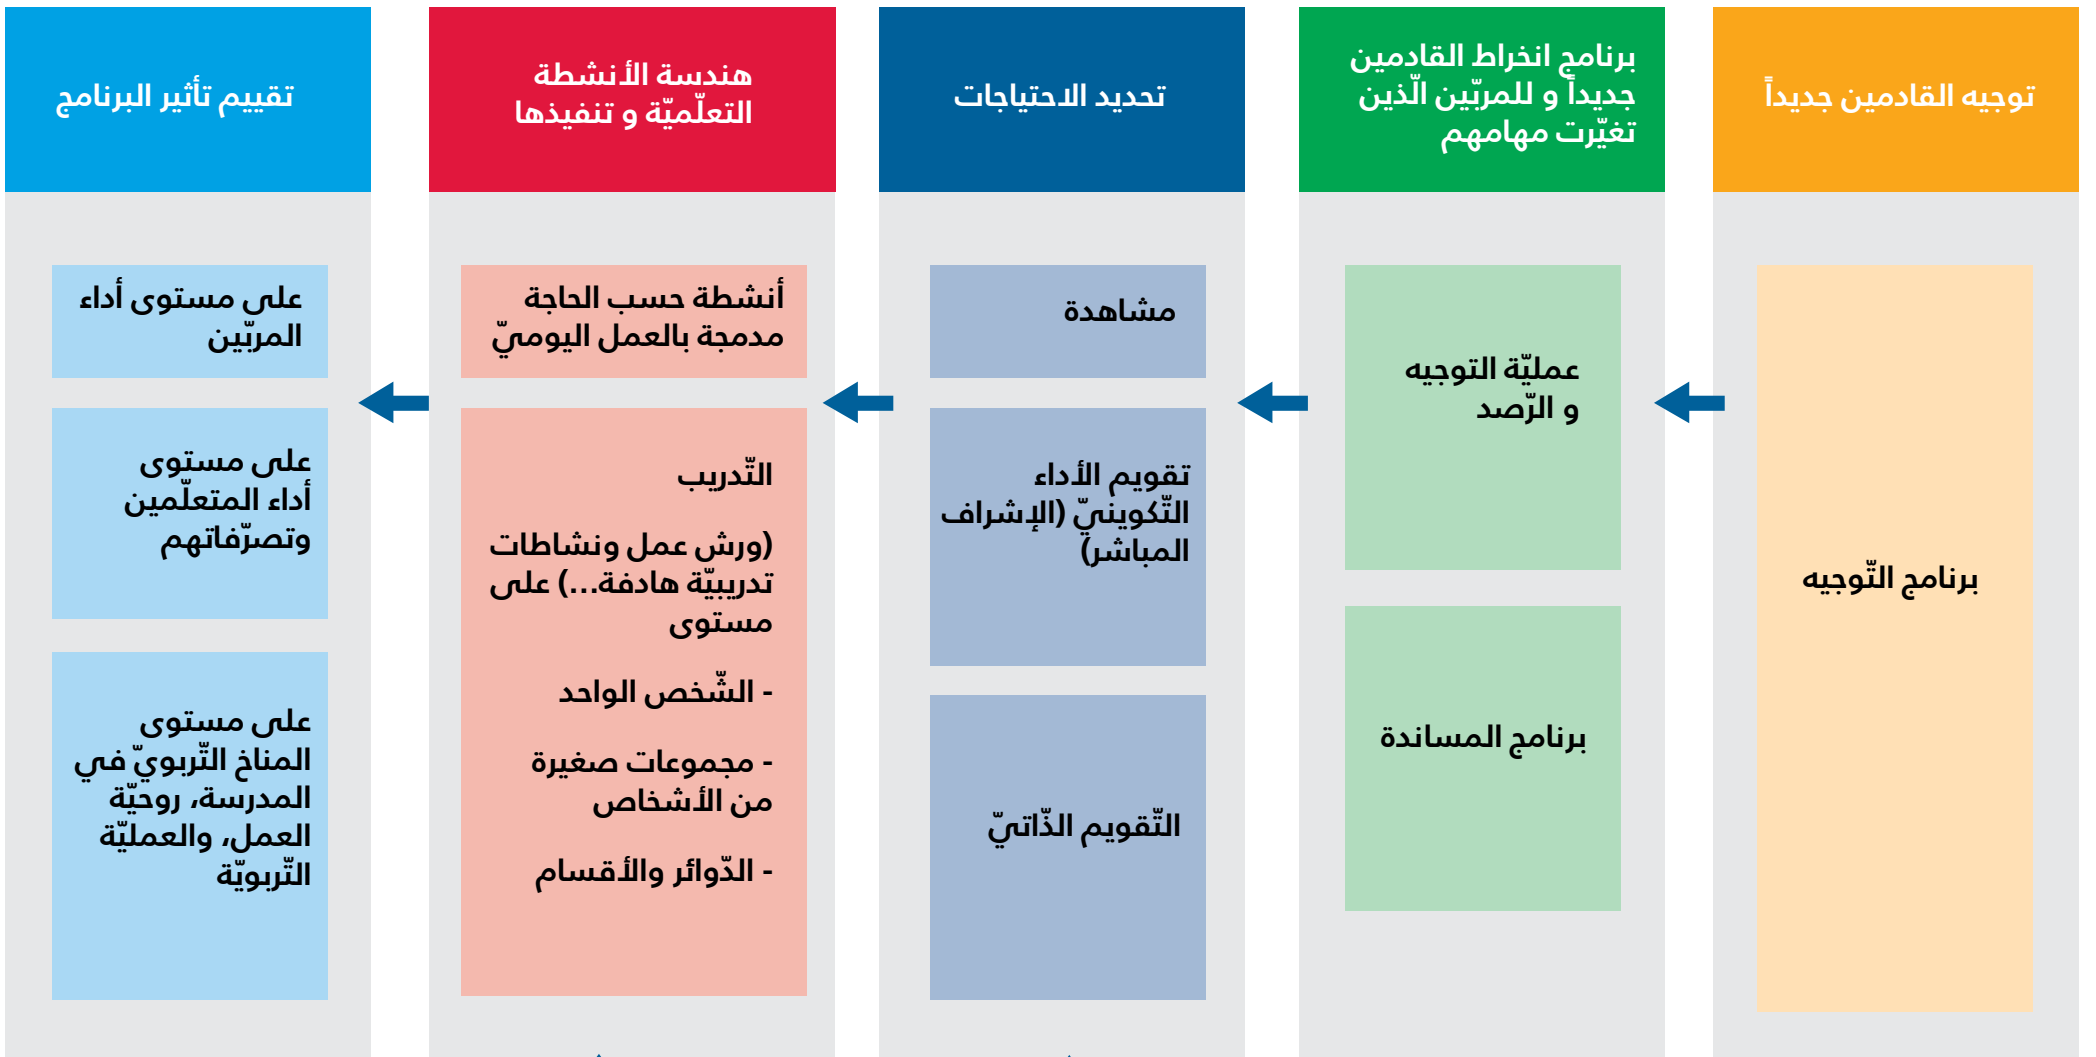 توجيه القادمين جديداً
برنامج انخراط القادمين
جديداً و للمربّين الّذين
تغيّرت مهامهم
تحديد الاحتياجات
هندسة الأنشطة
التعلّميّة و تنفيذها
تقييم تأثير البرنامج
برنامج التّوجيه
عمليّة التوجيه
و الرّصد
برنامج المساندة
مشاهدة
تقويم الأداء
التّكوينيّ (الإشراف
المباشر)
التّقويم الذّاتيّ
أنشطة حسب الحاجة
مدمجة بالعمل اليوميّ
التّدريب
(ورش عمل ونشاطات
تدريبيّة هادفة...) على
مستوى
- الشّخص الواحد
- مجموعات صغيرة
من الأشخاص
- الدّوائر والأقسام
على مستوى أداء
المربّين
على مستوى
أداء المتعلّمين
وتصرّفاتهم
على مستوى
المناخ التّربويّ في
المدرسة، روحيّة
العمل، والعمليّة
التّربويّة